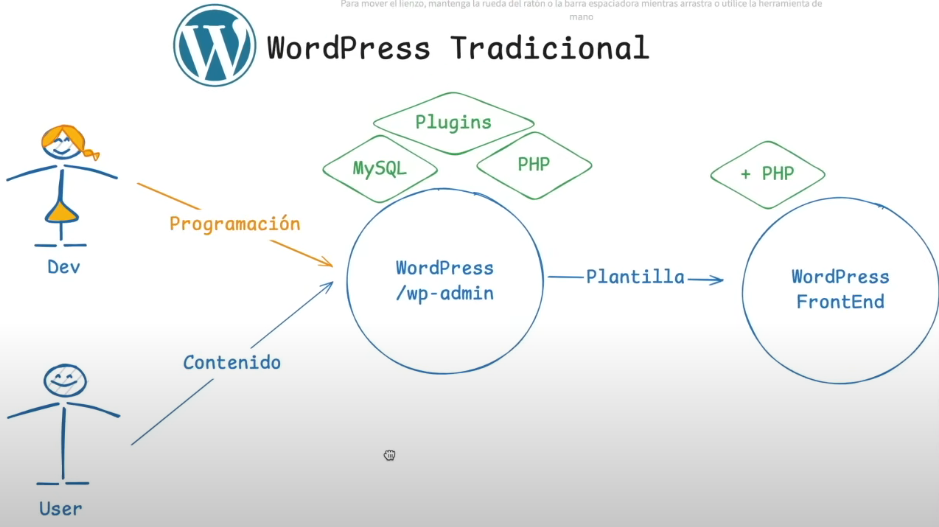 Para mover el lienzo, mantenga la rueda del ratón o la barra espaciadora mientras arrastra o utilice la herramienta de
mano
WordPress Tradicional
Plugins
MySQL
PHP
+ PHP
Programación
Dev
WordPress
/wp-admin
Plantilla
WordPress
FrontEnd
Contenido
User